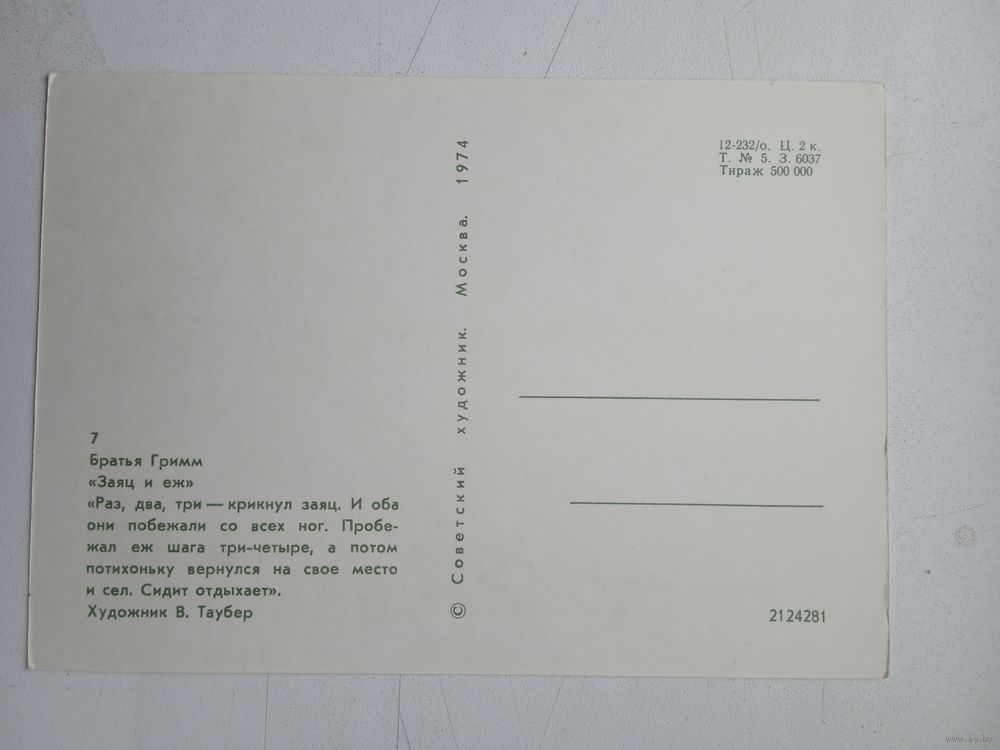 7
Братья Гримм
«Заяц и еж»
«Раз, два, три — крикнул заяц. И оба
они побежали со всех ног. Пробе-
жал еж шага три-четыре, а потом
потихоньку вернулся на свое место
и сел. Сидит отдыхает».
Художник В. Таубер
© Советский художник. Москва. 1974
12-232/о. Ц. 2 к.
Т. № 5. З. 6037
Тираж 500 000
2124281
www.ay.by